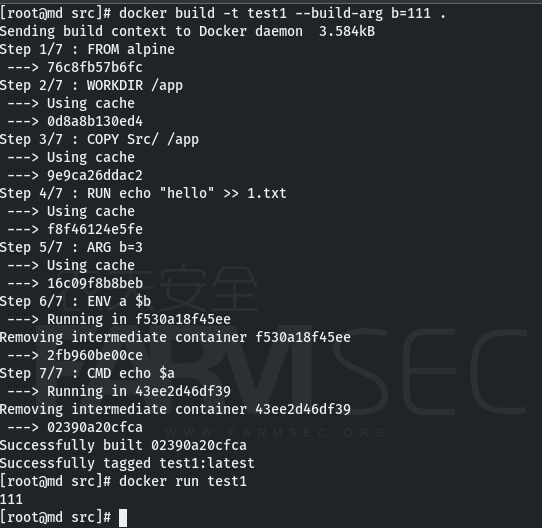 [root@md src]# docker build -t test1 --build-arg b=111 .
Sending build context to Docker daemon  3.584kB
Step 1/7 : FROM alpine
 ---> 76c8fb57b6fc
Step 2/7 : WORKDIR /app
 ---> Using cache
 ---> 0d8a8b130ed4
Step 3/7 : COPY Src/ /app
 ---> Using cache
 ---> 9e9ca26ddac2
Step 4/7 : RUN echo "hello" >> 1.txt
 ---> Using cache
 ---> f8f46124e5fe
Step 5/7 : ARG b=3
 ---> Using cache
 ---> 16c09f8b8beb
Step 6/7 : ENV a $b
 ---> Running in f530a18f45ee
Removing intermediate container f530a18f45ee
 ---> 2fb960be00ce
Step 7/7 : CMD echo $a
 ---> Running in 43ee2d46df39
Removing intermediate container 43ee2d46df39
 ---> 02390a20cfca
Successfully built 02390a20cfca
Successfully tagged test1:latest
[root@md src]# docker run test1
111
[root@md src]#
安全
FARMSEC
WWW.FARMSEC.ORG